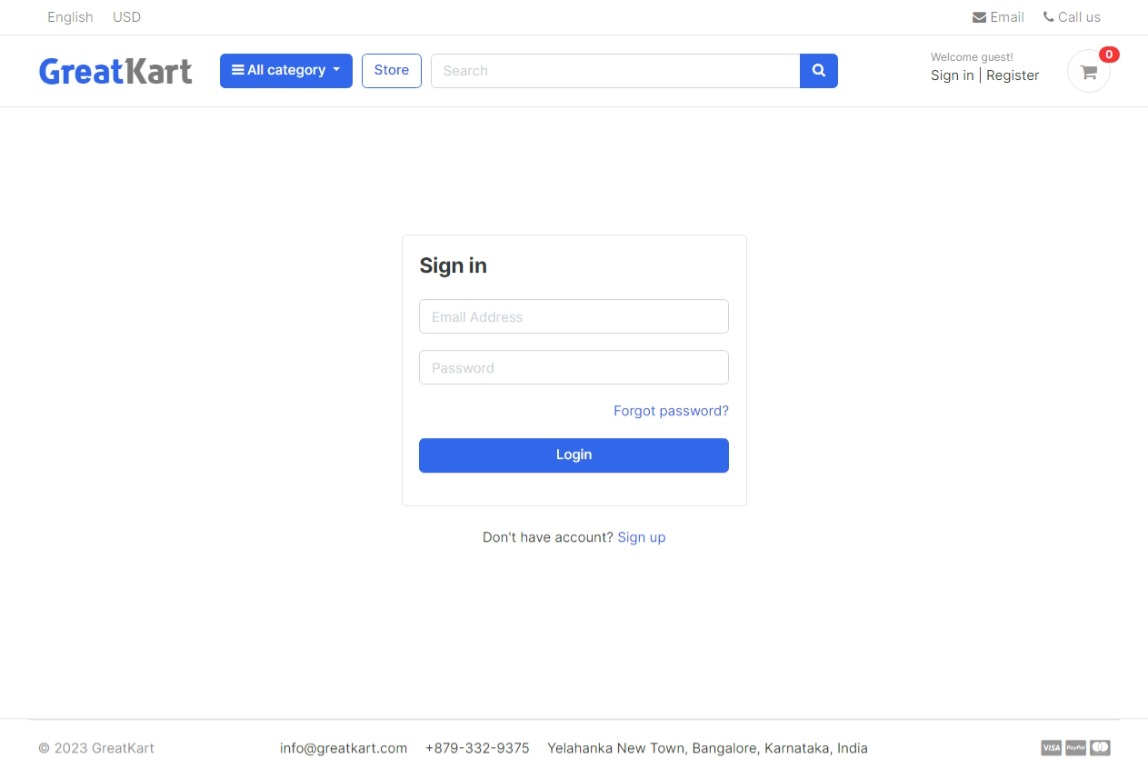 English USD Email Call us
GreatKart All category Store Search Welcome guest! 0
Sign in | Register
Sign in
Email Address
Password
Forgot password?
Login
Don't have account? Sign up
© 2023 GreatKart info@greatkart.com +879-332-9375 Yelahanka New Town, Bangalore, Karnataka, India VISA PayPal